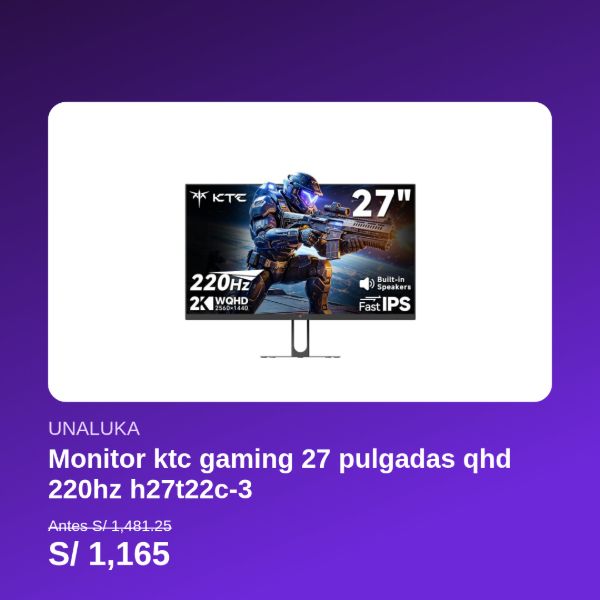 KTC
27"
220Hz
2K WQHD
2560×1440
Built-in
Speakers
Fast IPS
UNALUKA
Monitor ktc gaming 27 pulgadas qhd
220hz h27t22c-3
Antes S/ 1,481.25
S/ 1,165